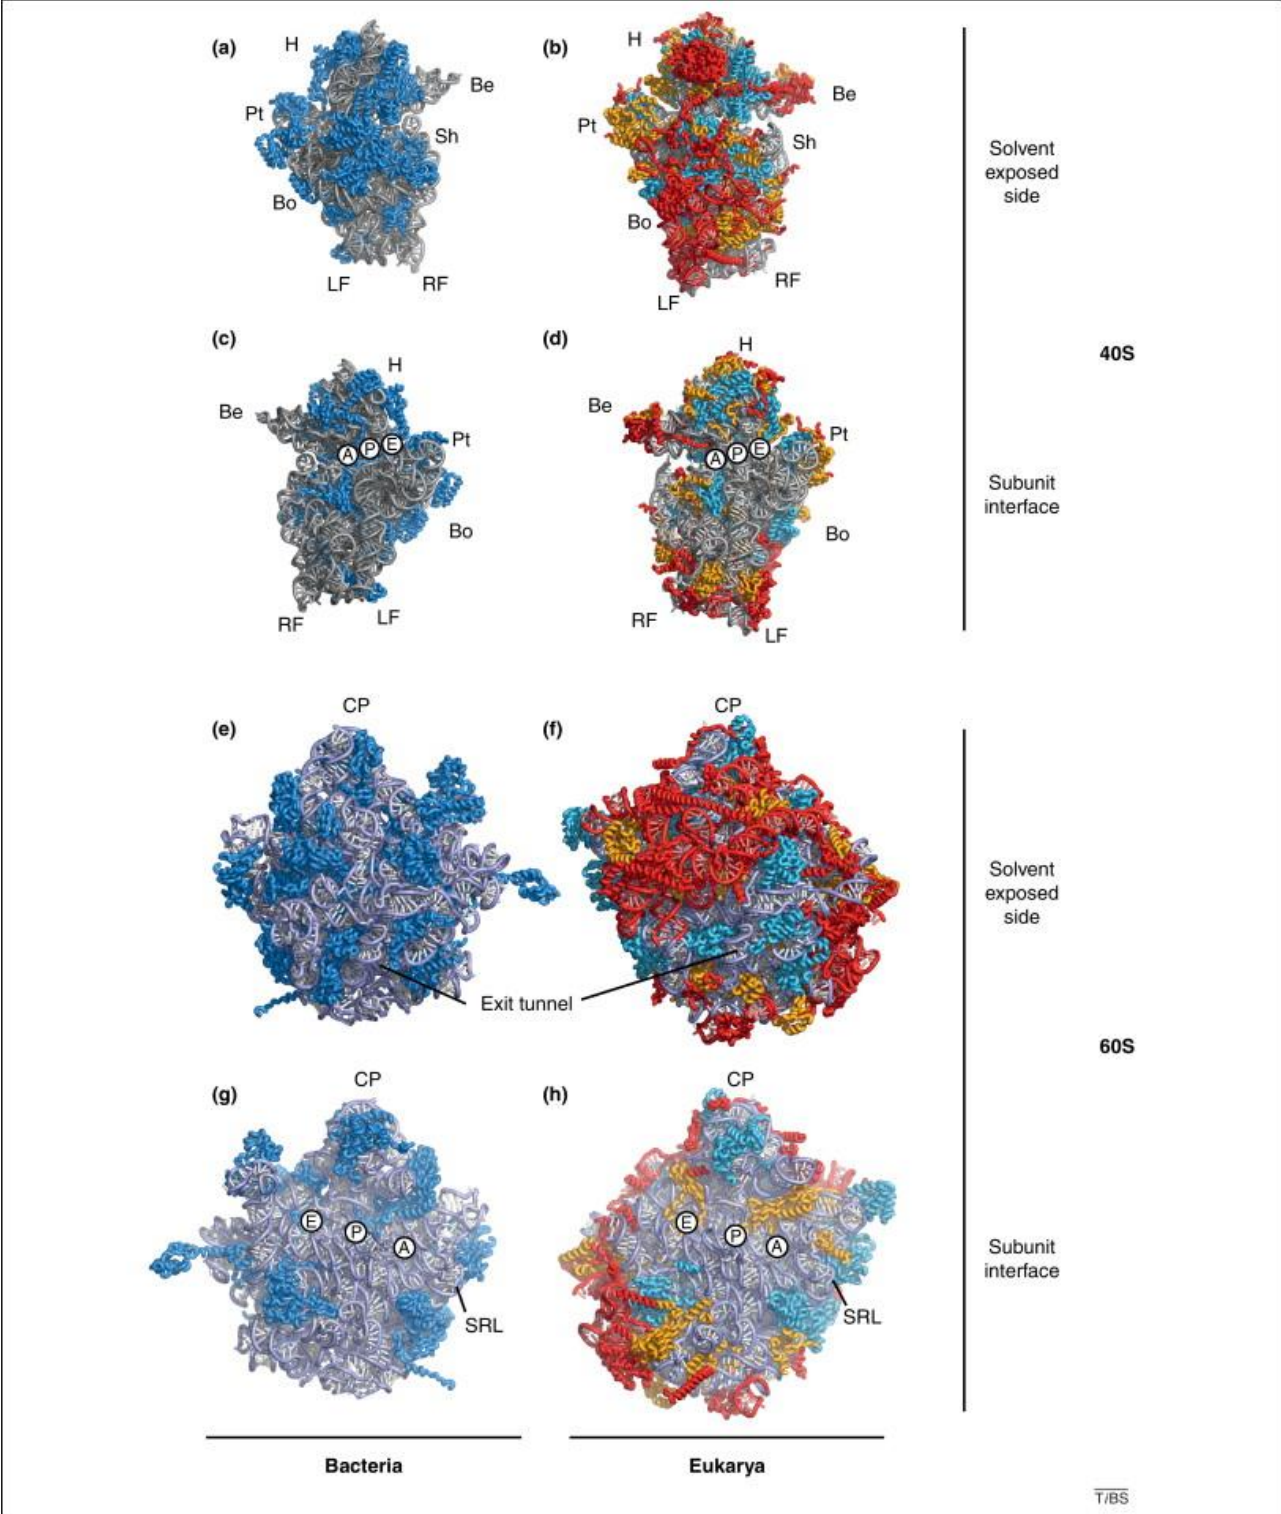 (a)
H
Be
Pt
Sh
Bo
LF
RF
(b)
H
Be
Pt
Sh
Bo
RF
LF
Solvent
exposed
side
(c)
H
Be
A P E
Pt
Bo
RF
LF
(d)
H
Be
A P E
Pt
Bo
RF
LF
40S
Subunit
interface
(e)
CP
(f)
CP
Exit tunnel
Solvent
exposed
side
60S
(g)
CP
E P A
SRL
(h)
CP
E P A
SRL
Subunit
interface
Bacteria
Eukarya
T/BS